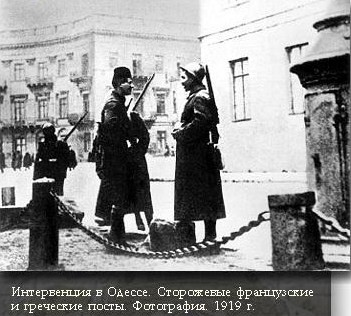 Интервенция в Одессе. Сторожевые французские
и греческие посты. Фотография. 1919 г.